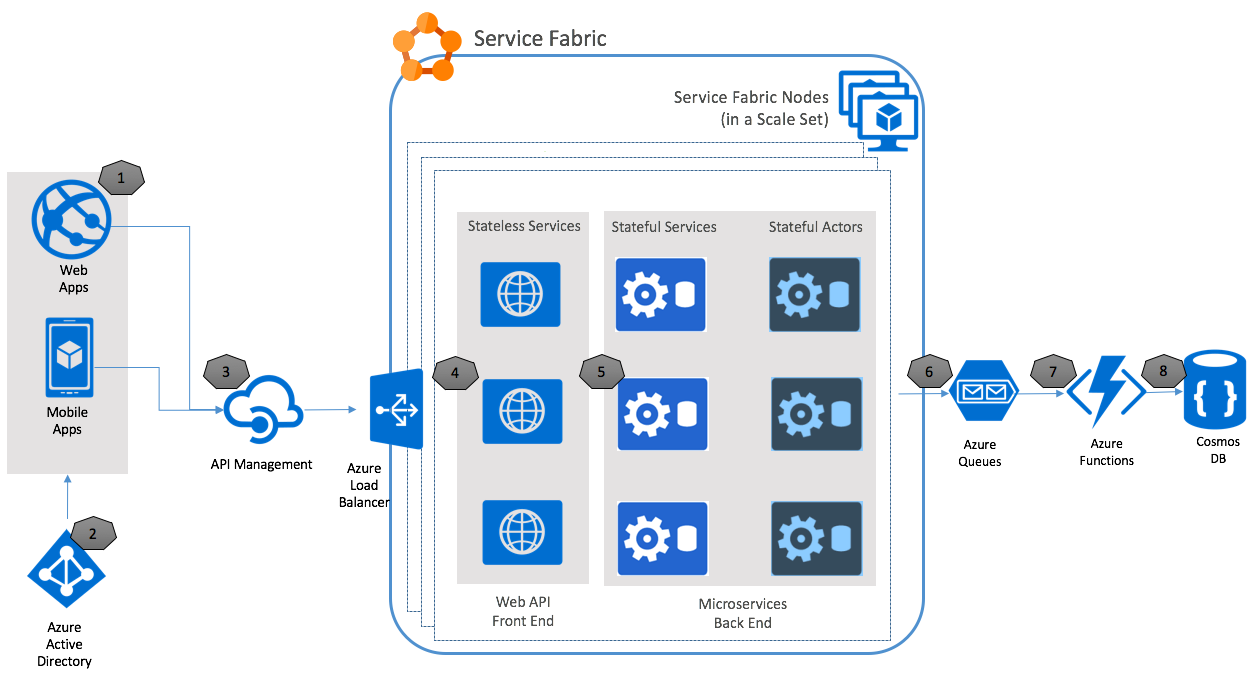 Service Fabric
Service Fabric Nodes
(in a Scale Set)
1
Web
Apps
Mobile
Apps
2
Azure
Active
Directory
3
API Management
Azure
Load
Balancer
4
Stateless Services
Web API
Front End
5
Stateful Services
Stateful Actors
Microservices
Back End
6
Azure
Queues
7
Azure
Functions
8
{ }
Cosmos
DB